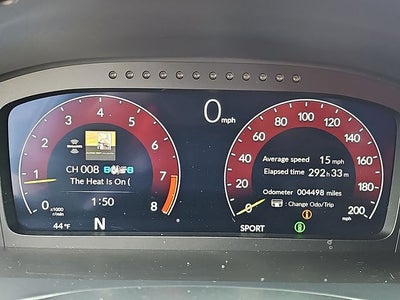 0 mph
0 1 2 3 4 5 6 7 8
x1000
r/min
CH 008
The Heat Is On (
1:50
0 20 40 60 80 100 120 140 160 180 200
Average speed 15 mph
Elapsed time 292 h 33 m
Odometer 004498 miles
: Change Odo/Trip
mph
44°F
N
SPORT